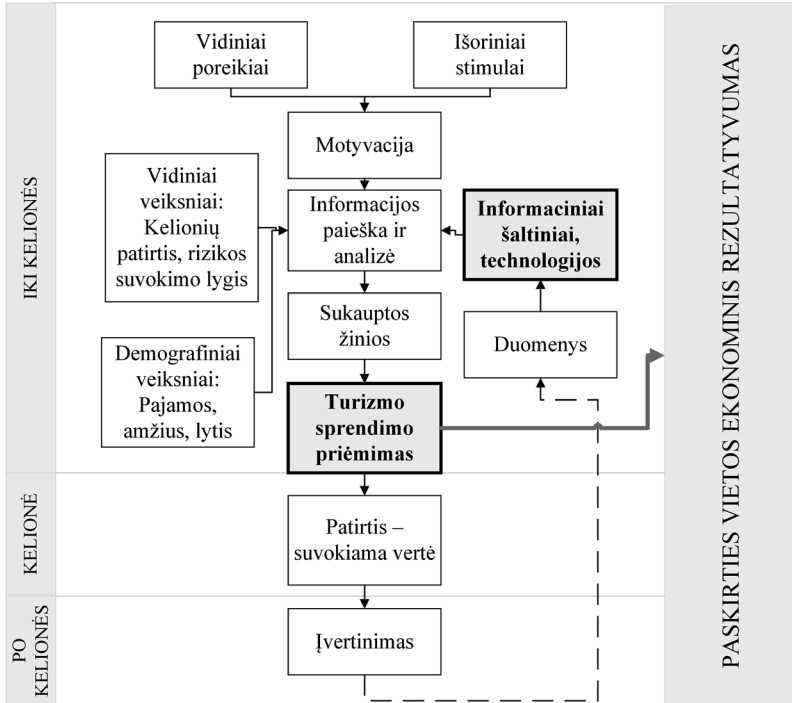 Vidiniai
poreikiai
Išoriniai
stimulai
Motyvacija
Vidiniai
veiksniai:
Kelionių
patirtis, rizikos
suvokimo lygis
Informacijos
paieška ir
analizė
Informaciniai
šaltiniai,
technologijos
Sukauptos
žinios
Duomenys
Demografiniai
veiksniai:
Pajamos,
amžius, lytis
Turizmo
sprendimo
priėmimas
Patirtis –
suvokiama vertė
Įvertinimas
IKI KELIONĖS
KELIONĖ
PO
KELIONĖS
PASKIRTIES VIETOS EKONOMINIS REZULTATYVUMAS